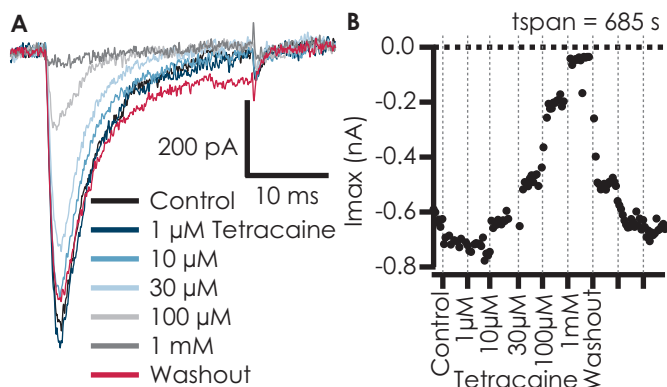 A
200 pA
10 ms
Control
1 µM Tetracaine
10 µM
30 µM
100 µM
1 mM
Washout
B
tspan = 685 s
Imax (nA)
0.0
-0.2
-0.4
-0.6
-0.8
Control
1µM
10µM
30µM
100µM
1mM
Washout
Tetracaine